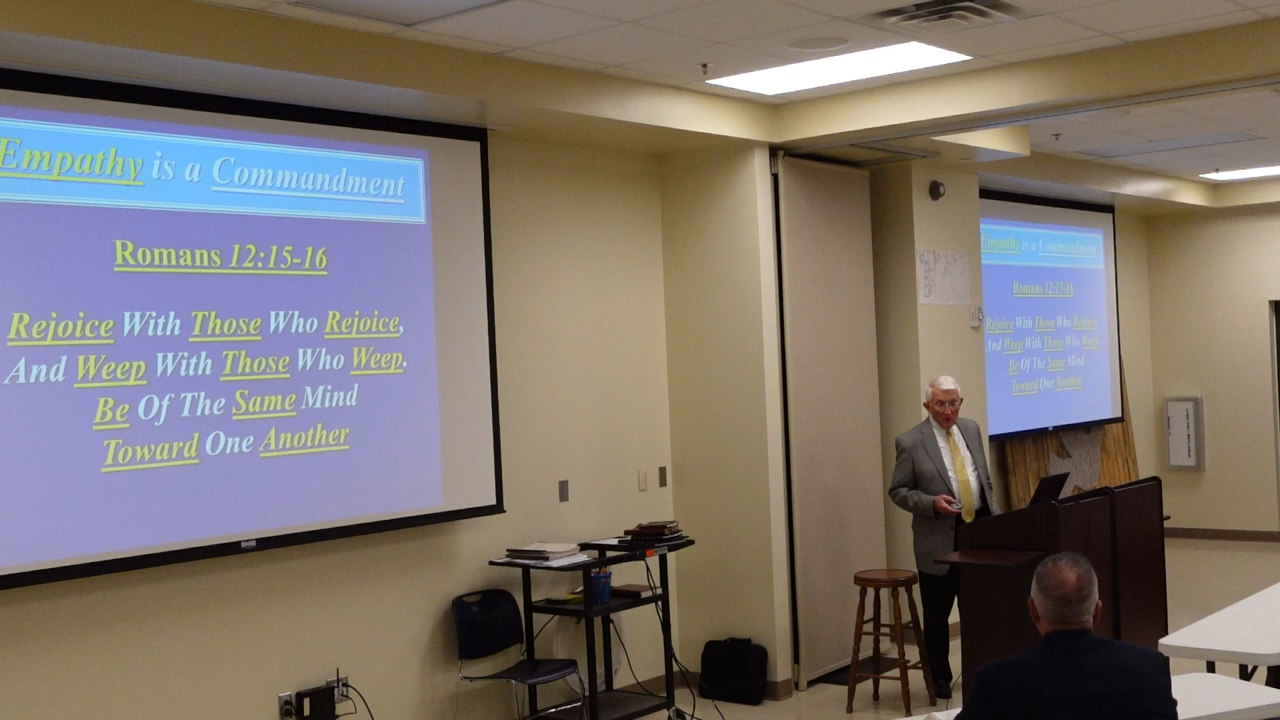 Empathy is a Commandment
Romans 12:15-16
Rejoice With Those Who Rejoice,
And Weep With Those Who Weep.
Be Of The Same Mind
Toward One Another
Empathy is a Commandment
Romans 12:15-16
Rejoice With Those Who Rejoice,
And Weep With Those Who Weep.
Be Of The Same Mind
Toward One Another